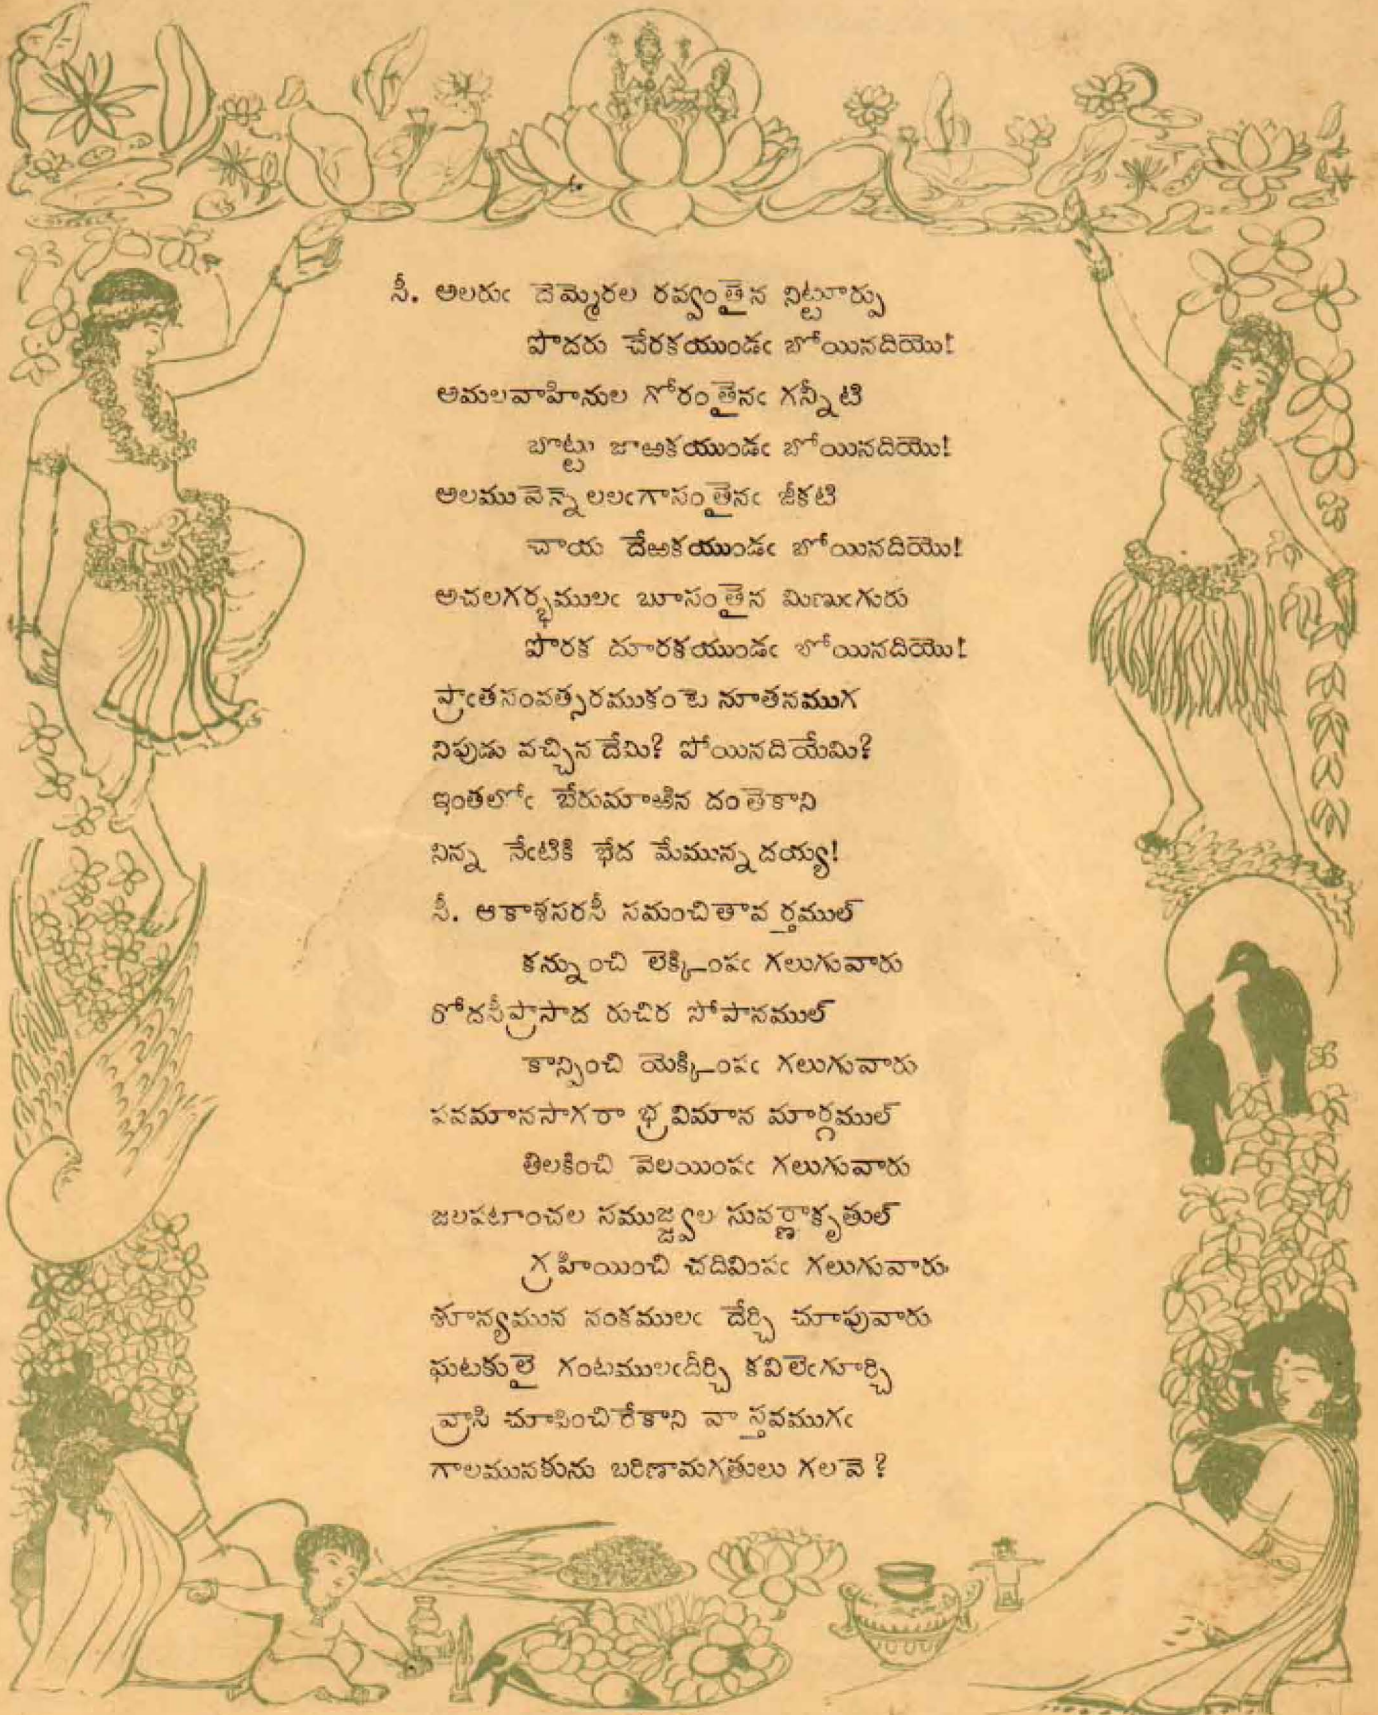 సీ. అలరుఁ దెమ్మెరల రవ్వంతైన నిట్టూర్పు
పొదరు చేరకయుండఁ బోయినదియొ!
అమలవాహినుల గోరంతైనఁ గన్నీటి
బొట్టు జాఱకయుండఁ బోయినదియొ!
అలమువెన్నెలలఁగాసంతైనఁ జీకటి
చాయ దేఱకయుండఁ బోయినదియొ!
అచలగర్భములఁ బూసంతైన మిణుఁగురు
పొరక దూరకయుండఁ బోయినదియొ!
ప్రాఁతసంవత్సరముకంటె నూతనముగ
నిపుడు వచ్చిన దేమి? పోయినదియేమి?
ఇంతలోఁ బేరుమాఱిన దంతెకాని
నిన్న నేఁటికి భేద మేమున్నదయ్య!
సీ. ఆకాశసరసీ సమంచితావర్తముల్
కన్నుంచి లెక్కింపఁ గలుగువారు
రోదసీప్రాసాద రుచిర సోపానముల్
కాన్పించి యెక్కింపఁ గలుగువారు
పవమానసాగరాభ్రవిమాన మార్గముల్
తిలకించి వెలయింపఁ గలుగువారు
జలపటాంచల సముజ్జ్వల సువర్ణాకృతుల్
గ్రహియించి చదివింపఁ గలుగువారు
శూన్యమున నంకములఁ దేర్చి చూపువారు
ఘటకులై గంటములఁదీర్చి కవిలెఁగూర్చి
వ్రాసి చూపించిరేకాని వాస్తవముగఁ
గాలమునకును బరిణామగతులు గలవె?